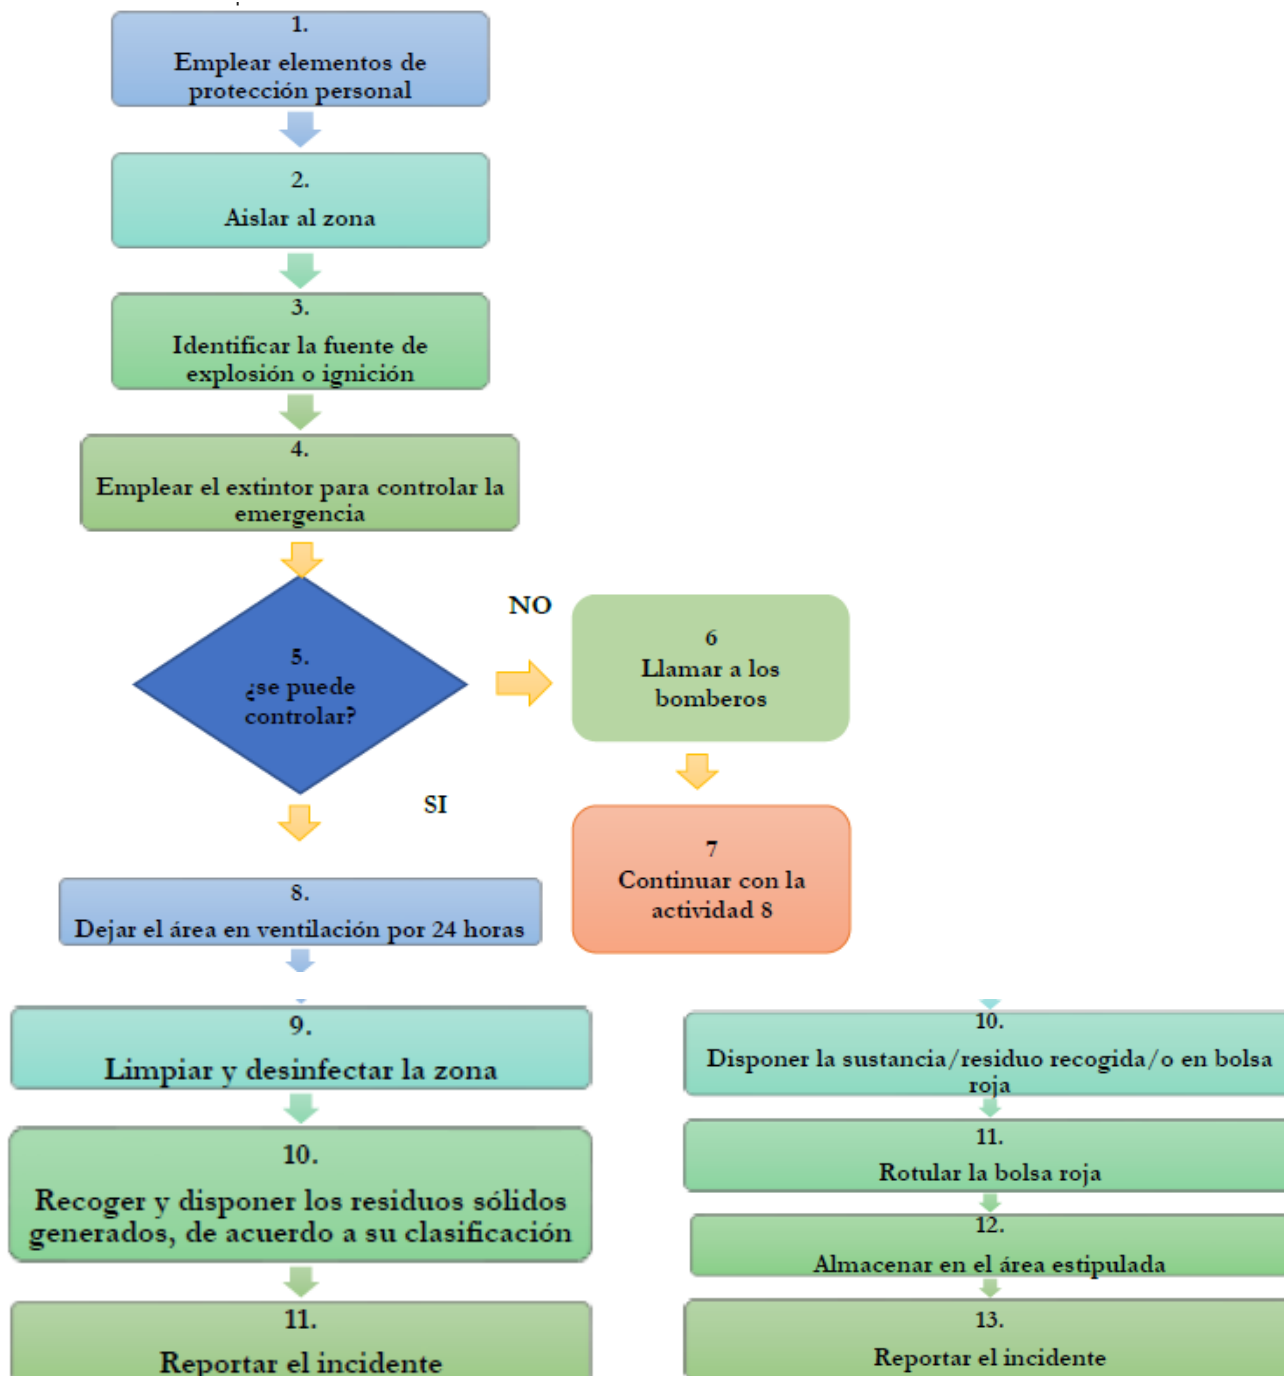 1.
Emplear elementos de
protección personal
2.
Aislar al zona
3.
Identificar la fuente de
explosión o ignición
4.
Emplear el extintor para controlar la
emergencia
5.
¿se puede
controlar?
NO
6
Llamar a los
bomberos
7
Continuar con la
actividad 8
SI
8.
Dejar el área en ventilación por 24 horas
9.
Limpiar y desinfectar la zona
10.
Recoger y disponer los residuos sólidos
generados, de acuerdo a su clasificación
11.
Reportar el incidente
10.
Disponer la sustancia/residuo recogida/o en bolsa
roja
11.
Rotular la bolsa roja
12.
Almacenar en el área estipulada
13.
Reportar el incidente